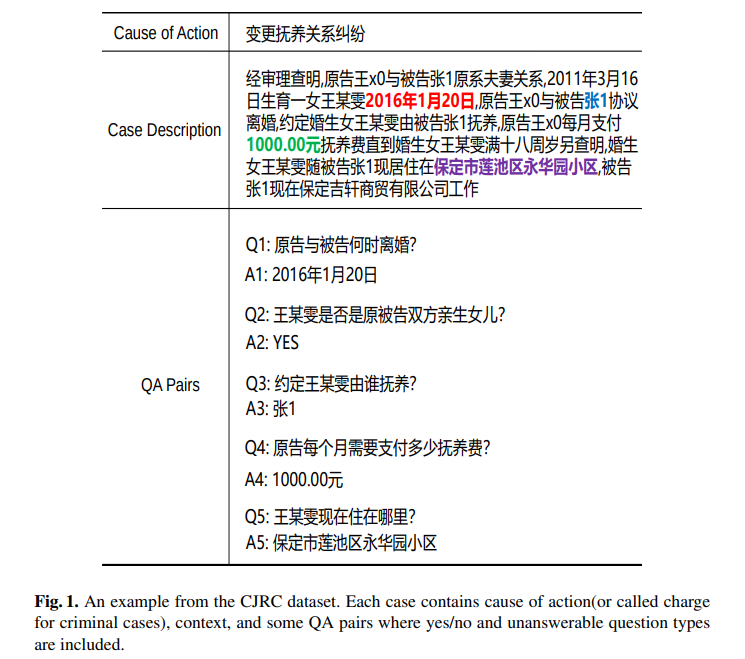 Cause of Action 变更抚养关系纠纷
Case Description
经审理查明,原告王x0与被告张1原系夫妻关系,2011年3月16
日生育一女王某雯2016年1月20日,原告王x0与被告张1协议
离婚,约定婚生女王某雯由被告张1抚养,原告王x0每月支付
1000.00元抚养费直到婚生女王某雯满十八周岁另查明,婚生
女王某雯随被告张1现居住在保定市莲池区永华园小区,被告
张1现在保定吉轩商贸有限公司工作
QA Pairs
Q1: 原告与被告何时离婚?
A1: 2016年1月20日
Q2: 王某雯是否是原被告双方亲生女儿?
A2: YES
Q3: 约定王某雯由谁抚养?
A3: 张1
Q4: 原告每个月需要支付多少抚养费?
A4: 1000.00元
Q5: 王某雯现在住在哪里?
A5: 保定市莲池区永华园小区
Fig. 1. An example from the CJRC dataset. Each case contains cause of action(or called charge
for criminal cases), context, and some QA pairs where yes/no and unanswerable question types
are included.